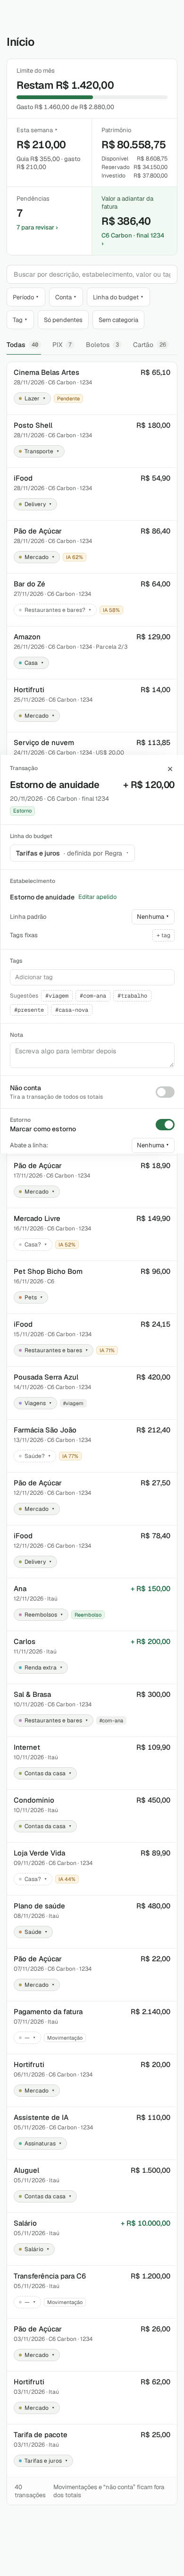 Início
Limite do mês
Restam R$ 1.420,00
Gasto R$ 1.460,00 de R$ 2.880,00
Esta semana
R$ 210,00
Guia R$ 355,00 · gasto
R$ 210,00
Patrimônio
R$ 80.558,75
Disponível R$ 8.608,75
Reservado R$ 34.150,00
Investido R$ 37.800,00
Pendências
7
7 para revisar ›
Valor a adiantar da
fatura
R$ 386,40
C6 Carbon · final 1234
›
Buscar por descrição, estabelecimento, valor ou tag
Período
Conta
Linha do budget
Tag
Só pendentes
Sem categoria
Todas 40
PIX 7
Boletos 3
Cartão 26
Cinema Belas Artes R$ 65,10
28/11/2026 · C6 Carbon · 1234
Lazer Pendente
Posto Shell R$ 180,00
28/11/2026 · C6 Carbon · 1234
Transporte
iFood R$ 54,90
28/11/2026 · C6 Carbon · 1234
Delivery
Pão de Açúcar R$ 86,40
28/11/2026 · C6 Carbon · 1234
Mercado IA 62%
Bar do Zé R$ 64,00
27/11/2026 · C6 Carbon · 1234
Restaurantes e bares? IA 58%
Amazon R$ 129,00
26/11/2026 · C6 Carbon · 1234 · Parcela 2/3
Casa
Hortifruti R$ 14,00
25/11/2026 · C6 Carbon · 1234
Mercado
Serviço de nuvem R$ 113,85
24/11/2026 · C6 Carbon · 1234 · US$ 20,00
Transação ×
Estorno de anuidade + R$ 120,00
20/11/2026 · C6 Carbon · final 1234
Estorno
Linha do budget
Tarifas e juros · definida por Regra
Estabelecimento
Estorno de anuidade Editar apelido
Linha padrão Nenhuma
Tags fixas + tag
Tags
Adicionar tag
Sugestões #viagem #com-ana #trabalho
#presente #casa-nova
Nota
Escreva algo para lembrar depois
Não conta
Tira a transação de todos os totais
Estorno
Marcar como estorno
Abate a linha: Nenhuma
Pão de Açúcar R$ 18,90
17/11/2026 · C6 Carbon · 1234
Mercado
Mercado Livre R$ 149,90
16/11/2026 · C6 Carbon · 1234
Casa? IA 52%
Pet Shop Bicho Bom R$ 96,00
16/11/2026 · C6
Pets
iFood R$ 24,15
15/11/2026 · C6 Carbon · 1234
Restaurantes e bares IA 71%
Pousada Serra Azul R$ 420,00
14/11/2026 · C6 Carbon · 1234
Viagens #viagem
Farmácia São João R$ 212,40
13/11/2026 · C6 Carbon · 1234
Saúde? IA 77%
Pão de Açúcar R$ 27,50
12/11/2026 · C6 Carbon · 1234
Mercado
iFood R$ 78,40
12/11/2026 · C6 Carbon · 1234
Delivery
Ana + R$ 150,00
12/11/2026 · Itaú
Reembolsos Reembolso
Carlos + R$ 200,00
11/11/2026 · Itaú
Renda extra
Sal & Brasa R$ 300,00
10/11/2026 · C6 Carbon · 1234
Restaurantes e bares #com-ana
Internet R$ 109,90
10/11/2026 · Itaú
Contas da casa
Condomínio R$ 450,00
10/11/2026 · Itaú
Contas da casa
Loja Verde Vida R$ 89,90
09/11/2026 · C6 Carbon · 1234
Casa? IA 44%
Plano de saúde R$ 480,00
08/11/2026 · Itaú
Saúde
Pão de Açúcar R$ 22,00
07/11/2026 · C6 Carbon · 1234
Mercado
Pagamento da fatura R$ 2.140,00
07/11/2026 · Itaú
— Movimentação
Hortifruti R$ 20,00
06/11/2026 · C6 Carbon · 1234
Mercado
Assistente de IA R$ 110,00
05/11/2026 · C6 Carbon · 1234
Assinaturas
Aluguel R$ 1.500,00
05/11/2026 · Itaú
Contas da casa
Salário + R$ 10.000,00
05/11/2026 · Itaú
Salário
Transferência para C6 R$ 1.200,00
05/11/2026 · Itaú
— Movimentação
Pão de Açúcar R$ 26,00
03/11/2026 · C6 Carbon · 1234
Mercado
Hortifruti R$ 62,00
03/11/2026 · C6 Carbon · 1234
Mercado
Tarifa de pacote R$ 25,00
03/11/2026 · Itaú
Tarifas e juros
40
transações
Movimentações e “não conta” ficam fora
dos totais